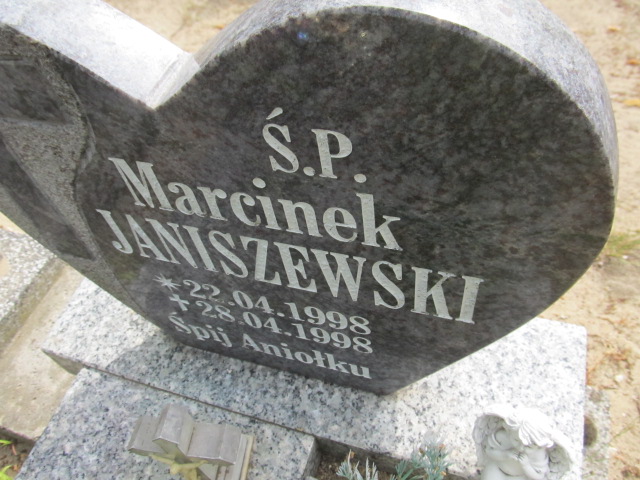 Ś.P.
Marcinek
JANISZEWSKI
*22.04.1998
†28.04.1998
Śpij Aniołku